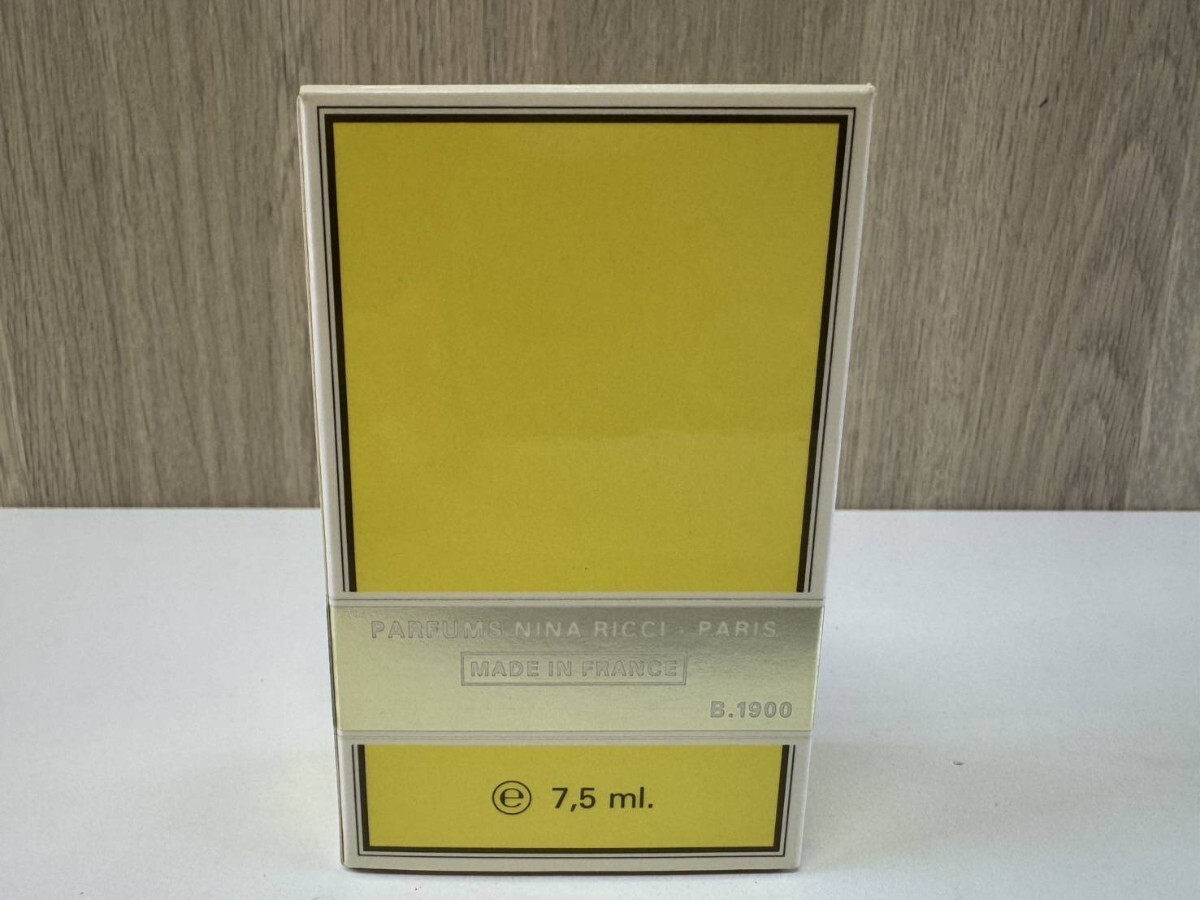 PARFUMS NINA RICCI - PARIS
MADE IN FRANCE
B.1900
℮ 7,5 ml.